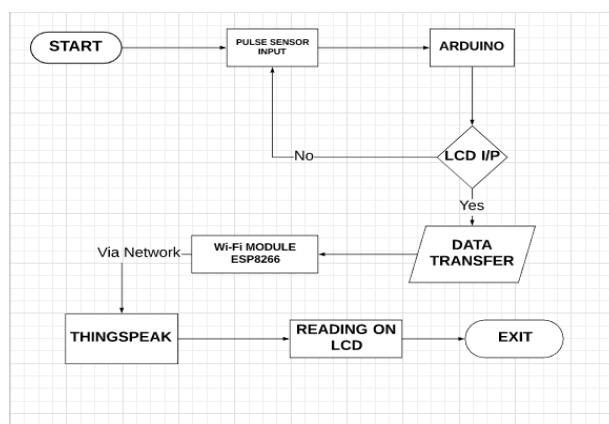 START
PULSE SENSOR
INPUT
ARDUINO
LCD I/P
No
Yes
DATA
TRANSFER
Wi-Fi MODULE
ESP8266
Via Network
THINGSPEAK
READING ON
LCD
EXIT